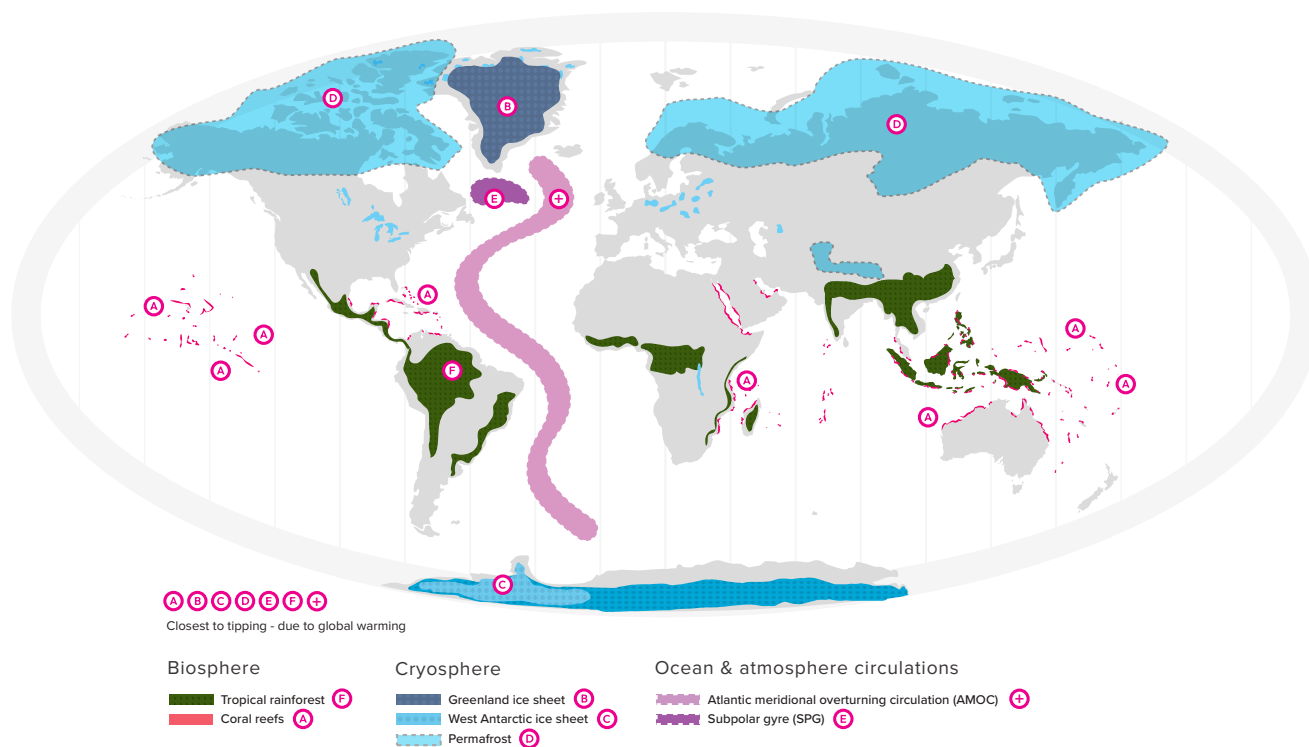 D
B
D
E +
A A
A A
F
A A A
A
C
A B C D E F +
Closest to tipping - due to global warming
Biosphere
Tropical rainforest F
Coral reefs A
Cryosphere
Greenland ice sheet B
West Antarctic ice sheet C
Permafrost D
Ocean & atmosphere circulations
Atlantic meridional overturning circulation (AMOC) +
Subpolar gyre (SPG) E